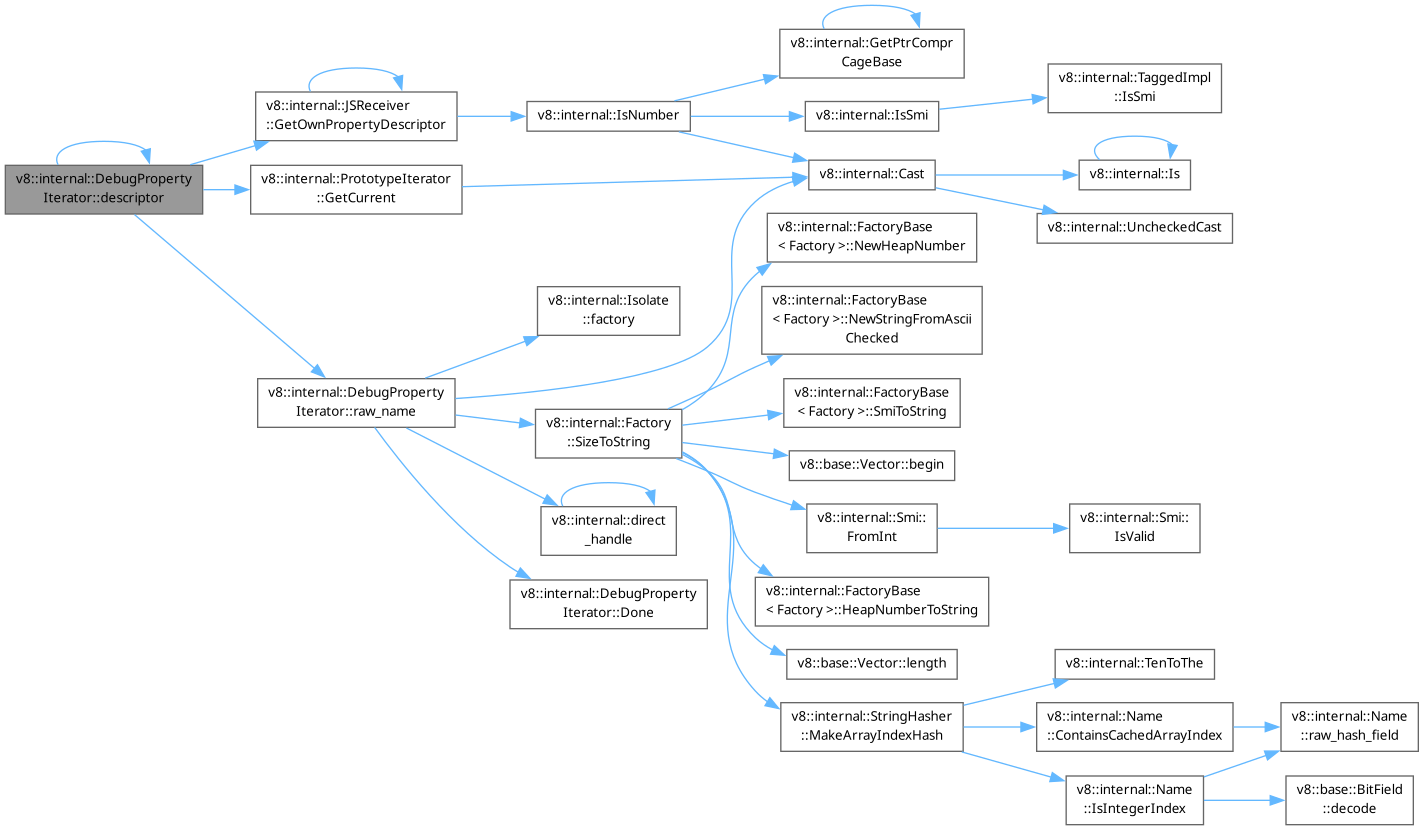 v8::internal::DebugProperty
Iterator::descriptor
v8::internal::JSReceiver
::GetOwnPropertyDescriptor
v8::internal::PrototypeIterator
::GetCurrent
v8::internal::DebugProperty
Iterator::raw_name
v8::internal::IsNumber
v8::internal::Isolate
::factory
v8::internal::Factory
::SizeToString
v8::internal::direct
_handle
v8::internal::DebugProperty
Iterator::Done
v8::internal::GetPtrCompr
CageBase
v8::internal::IsSmi
v8::internal::Cast
v8::internal::FactoryBase
< Factory >::NewHeapNumber
v8::internal::FactoryBase
< Factory >::NewStringFromAscii
Checked
v8::internal::FactoryBase
< Factory >::SmiToString
v8::base::Vector::begin
v8::internal::Smi::
FromInt
v8::internal::FactoryBase
< Factory >::HeapNumberToString
v8::base::Vector::length
v8::internal::StringHasher
::MakeArrayIndexHash
v8::internal::TaggedImpl
::IsSmi
v8::internal::Is
v8::internal::UncheckedCast
v8::internal::Smi::
IsValid
v8::internal::TenToThe
v8::internal::Name
::ContainsCachedArrayIndex
v8::internal::Name
::IsIntegerIndex
v8::internal::Name
::raw_hash_field
v8::base::BitField
::decode